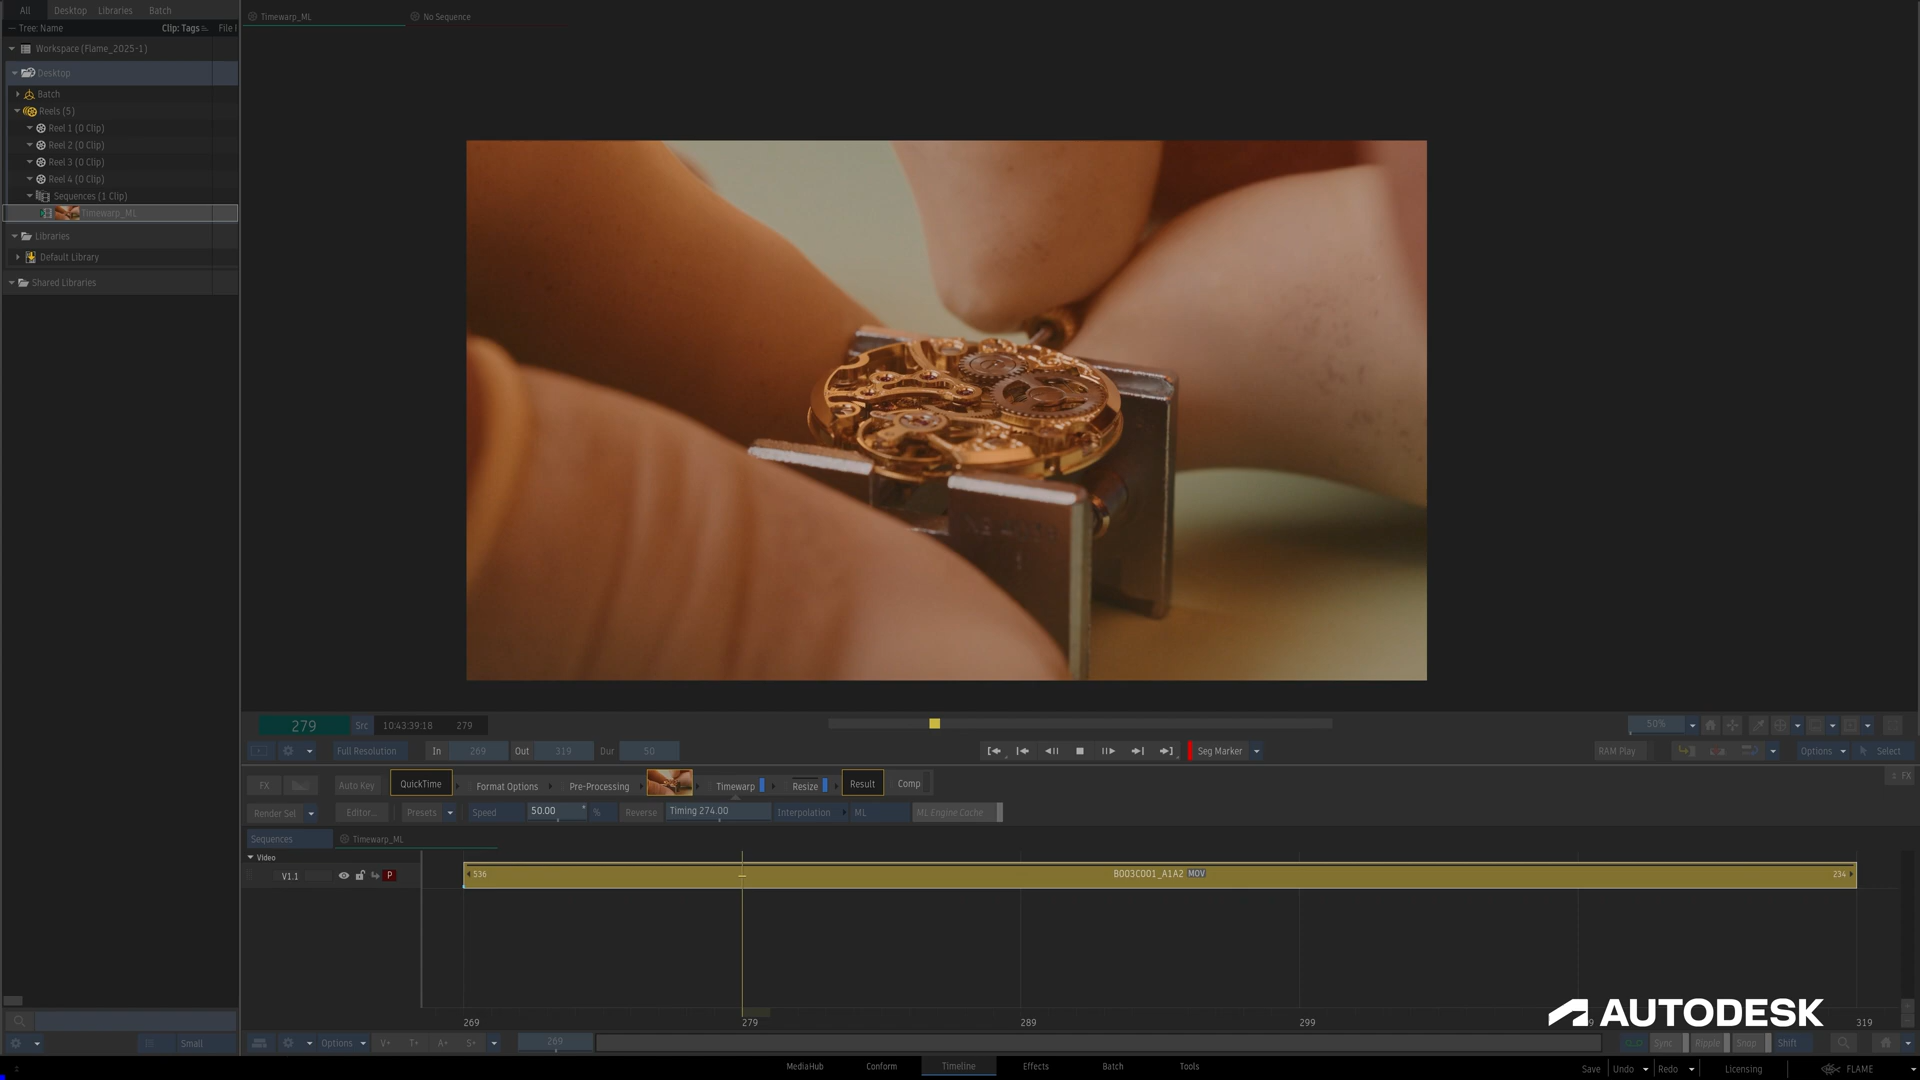 All Desktop Libraries Batch
Tree: Name Clip: Tags File
Workspace (Flame_2025-1)
Desktop
Batch
Reels (5)
Reel 1 (0 Clip)
Reel 2 (0 Clip)
Reel 3 (0 Clip)
Reel 4 (0 Clip)
Sequences (1 Clip)
Timewarp_ML
Libraries
Default Library
Shared Libraries
Small
Timewarp_ML No Sequence
279 Src 10:43:39:18 279 50%
Full Resolution In 269 Out 319 Dur 50 Seg Marker RAM Play Options Select
FX Auto Key QuickTime Format Options Pre-Processing Timewarp Resize Result Comp FX
Render Sel Editor... Presets Speed 50.00 % Reverse Timing 274.00 Interpolation ML ML Engine Cache
Sequences Timewarp_ML
Video
V1.1 P 536 B003C001_A1A2 MOV 234
269 279 289 299 319
AUTODESK
Options V+ T+ A+ S+ 269 Sync Ripple Snap Shift
MediaHub Conform Timeline Effects Batch Tools Save Undo Redo Licensing FLAME